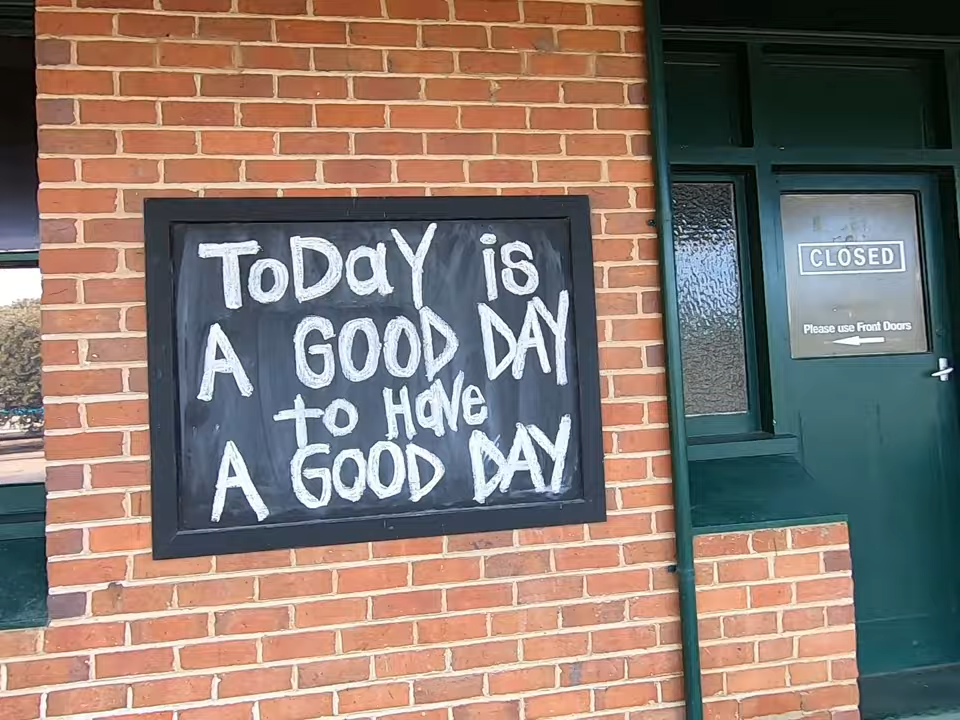 ToDaY is
A GOOD DAY
to HaVe
A GOOD DAY
CLOSED
Please use Front Doors